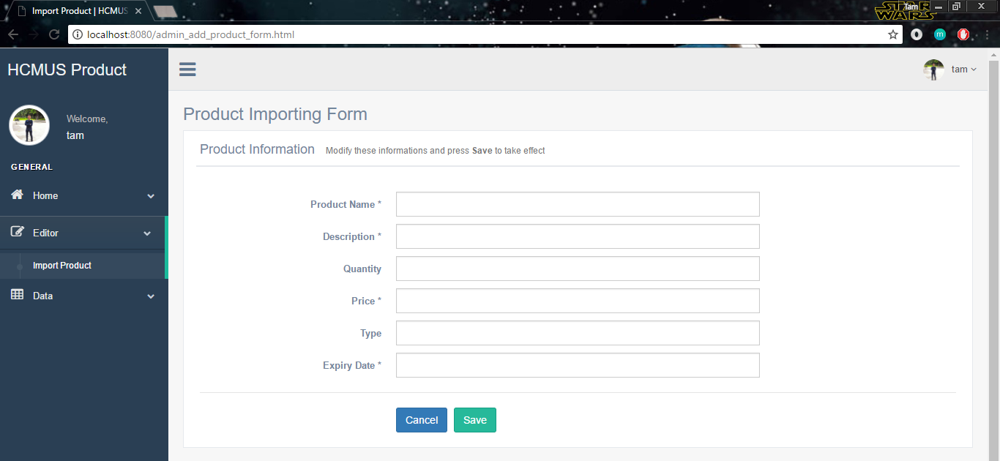 Import Product | HCMUS
STAR
WARS
Tam
localhost:8080/admin_add_product_form.html
m
HCMUS Product
tam
Welcome,
tam
GENERAL
Home
Editor
Import Product
Data
Product Importing Form
Product Information Modify these informations and press Save to take effect
Product Name *
Description *
Quantity
Price *
Type
Expiry Date *
Cancel Save